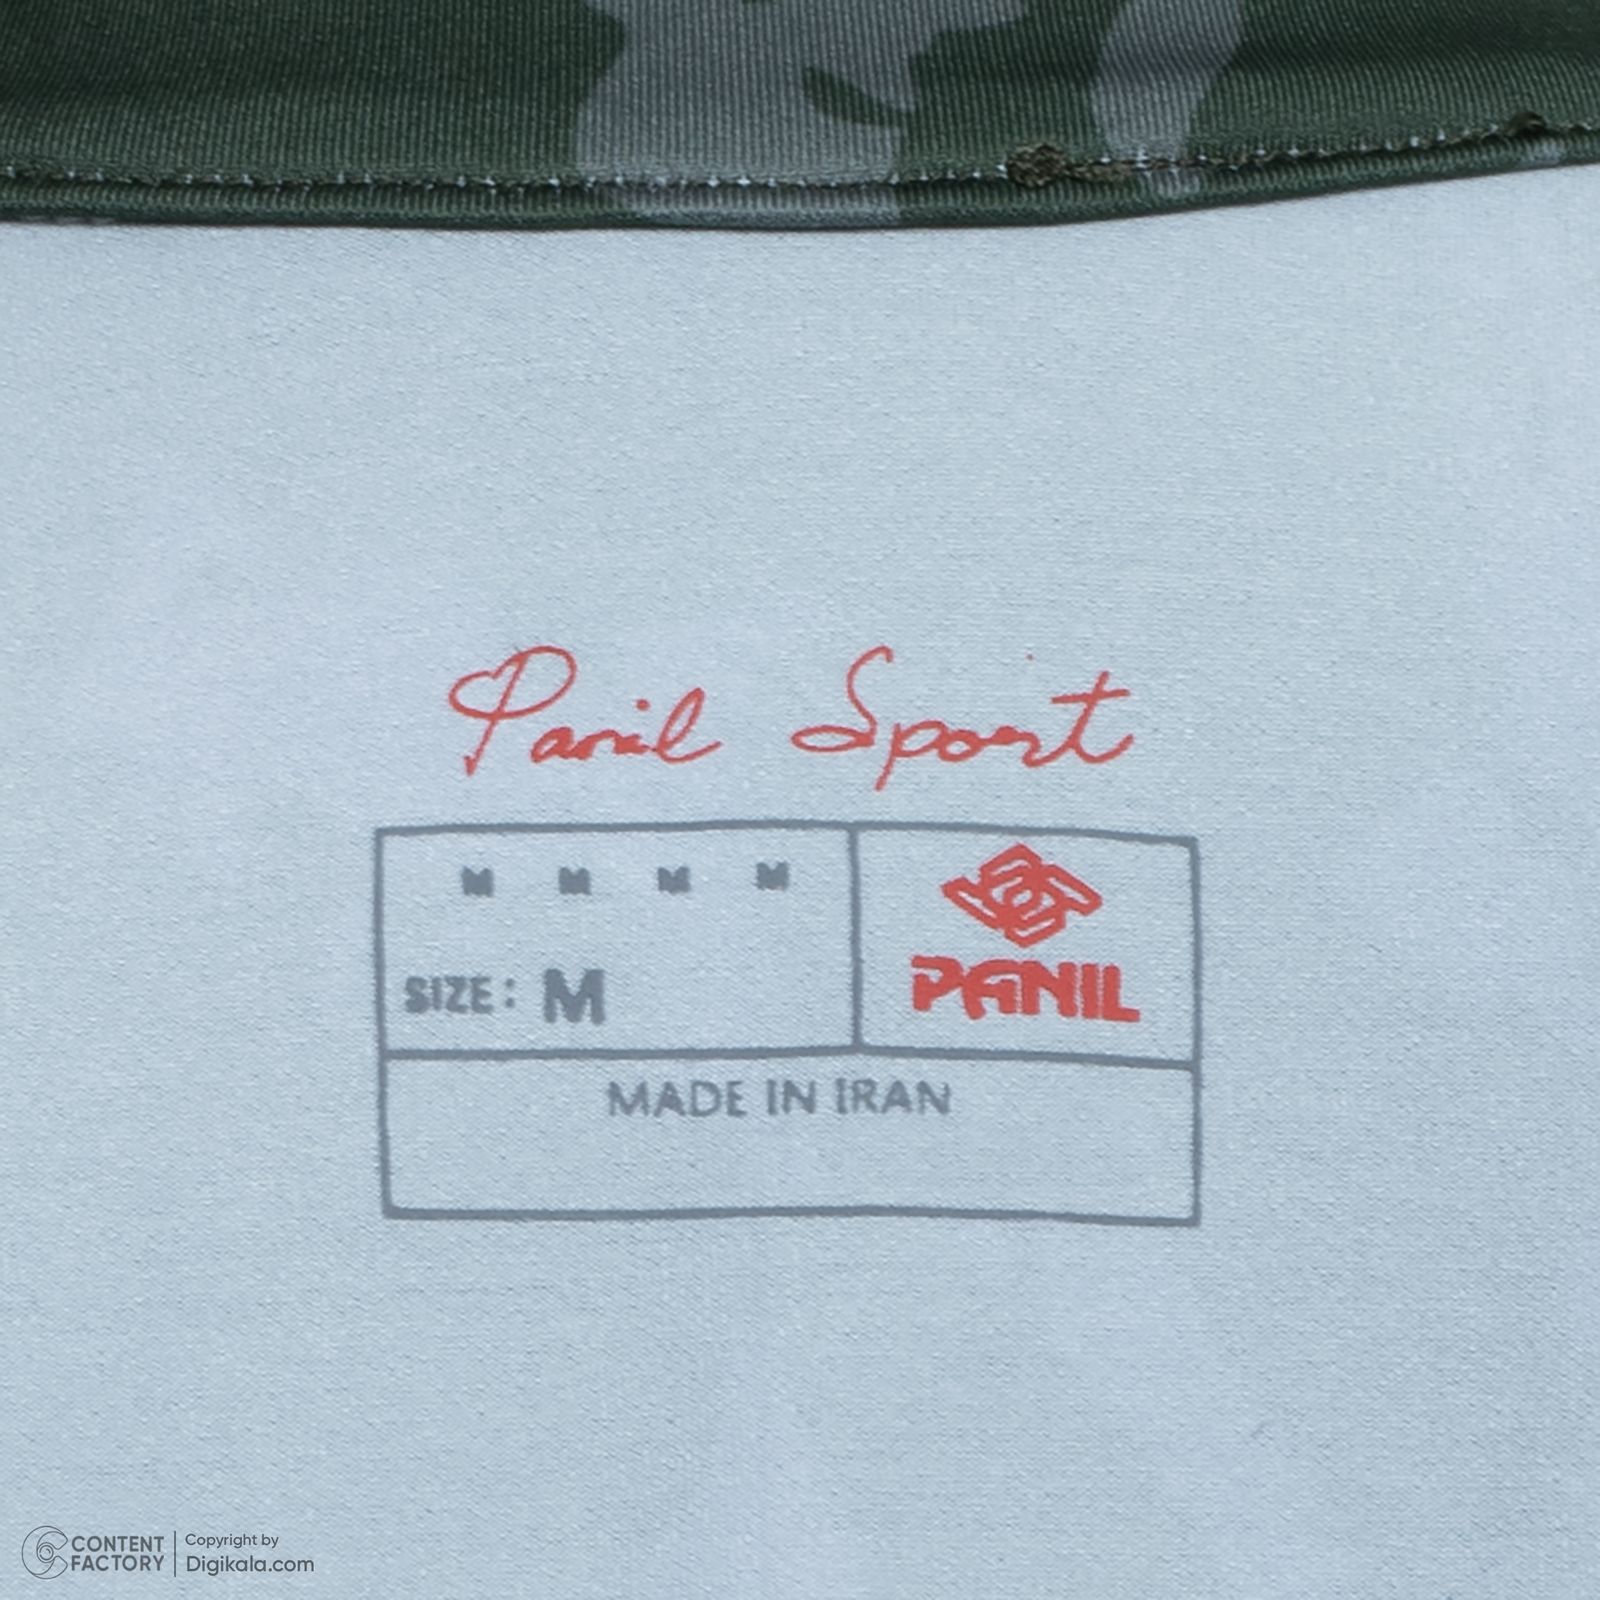 Panil Sport
M M M M
SIZE: M
PANIL
MADE IN IRAN
CONTENT FACTORY
Copyright by
Digikala.com